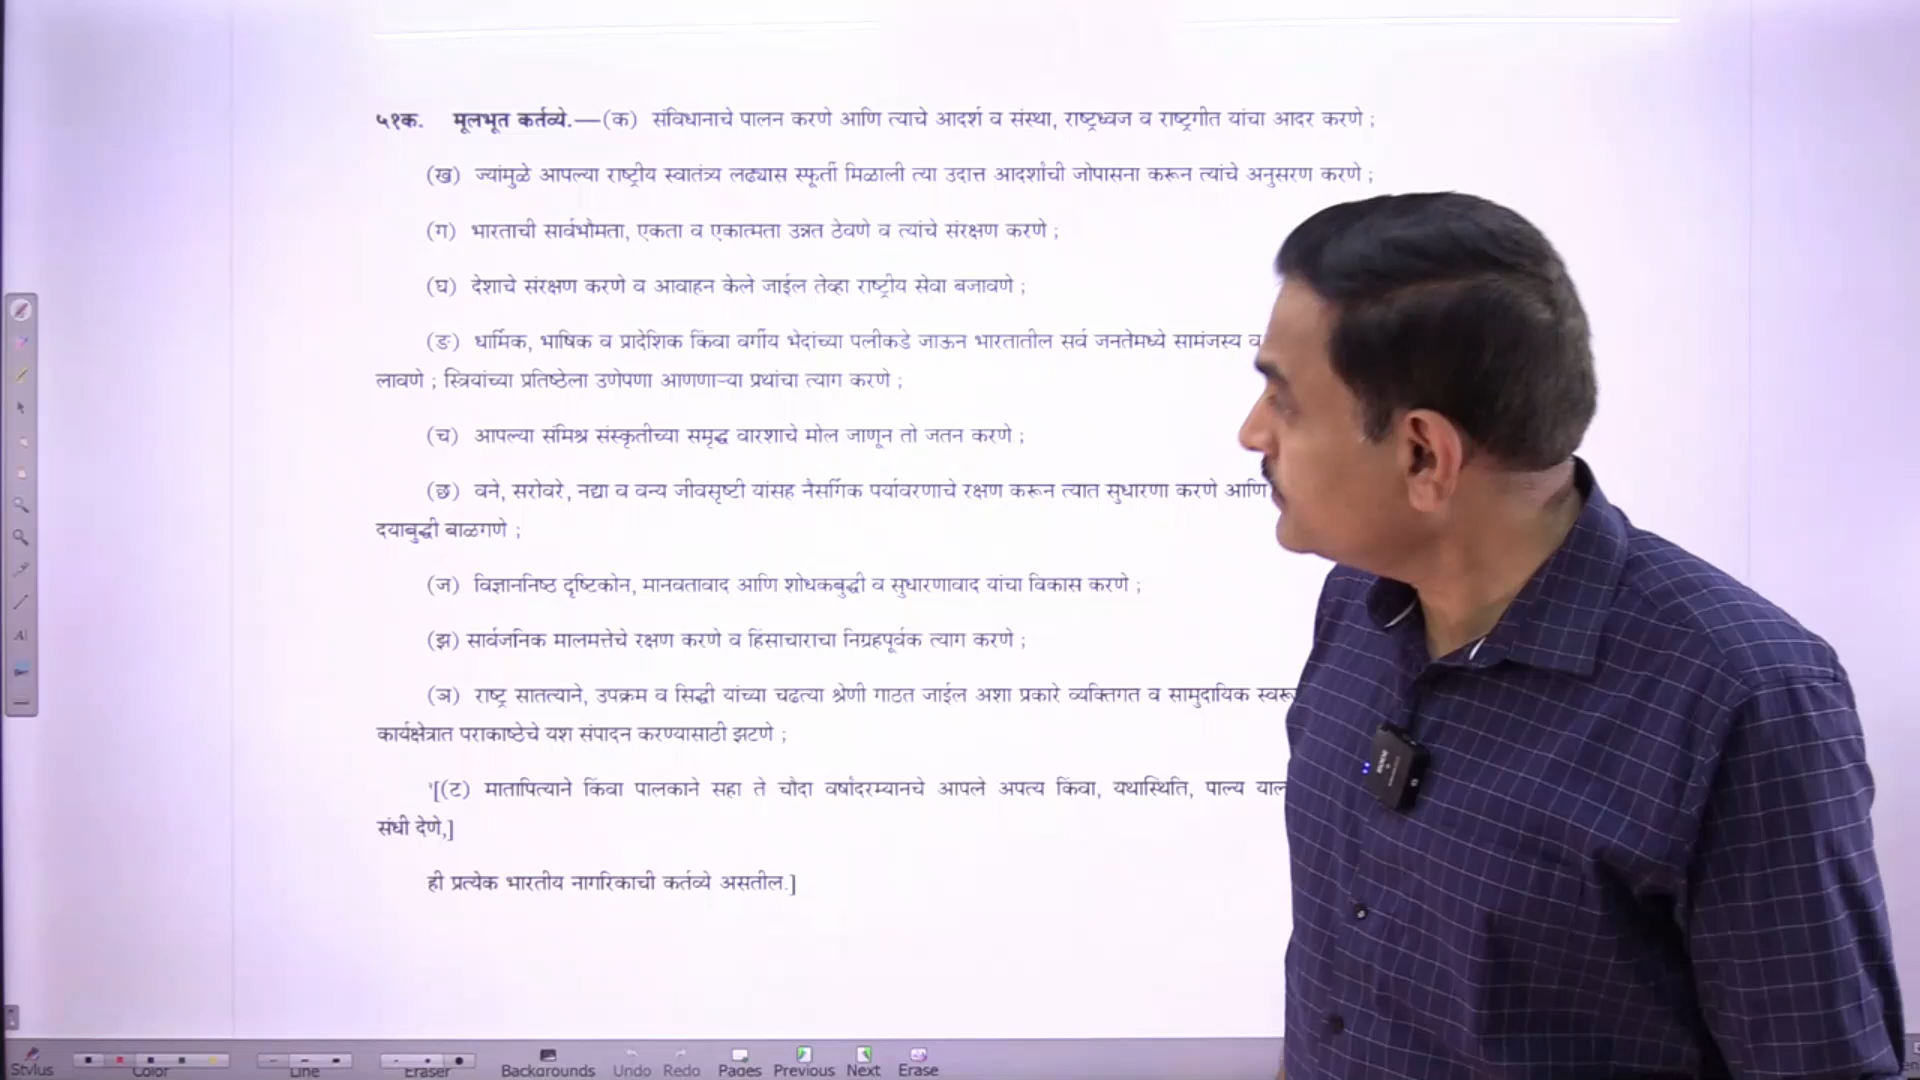 ५१क. मूलभूत कर्तव्ये.—(क) संविधानाचे पालन करणे आणि त्याचे आदर्श व संस्था, राष्ट्रध्वज व राष्ट्रगीत यांचा आदर करणे ;
(ख) ज्यांमुळे आपल्या राष्ट्रीय स्वातंत्र्य लढ्यास स्फूर्ती मिळाली त्या उदात्त आदर्शांची जोपासना करून त्यांचे अनुसरण करणे ;
(ग) भारताची सार्वभौमता, एकता व एकात्मता उन्नत ठेवणे व त्यांचे संरक्षण करणे ;
(घ) देशाचे संरक्षण करणे व आवाहन केले जाईल तेव्हा राष्ट्रीय सेवा बजावणे ;
(ङ) धार्मिक, भाषिक व प्रादेशिक किंवा वर्गीय भेदांच्या पलीकडे जाऊन भारतातील सर्व जनतेमध्ये सामंजस्य व
लावणे ; स्त्रियांच्या प्रतिष्ठेला उणेपणा आणणाऱ्या प्रथांचा त्याग करणे ;
(च) आपल्या संमिश्र संस्कृतीच्या समृद्ध वारशाचे मोल जाणून तो जतन करणे ;
(छ) वने, सरोवरे, नद्या व वन्य जीवसृष्टी यांसह नैसर्गिक पर्यावरणाचे रक्षण करून त्यात सुधारणा करणे आणि
दयाबुद्धी बाळगणे ;
(ज) विज्ञाननिष्ठ दृष्टिकोन, मानवतावाद आणि शोधकबुद्धी व सुधारणावाद यांचा विकास करणे ;
(झ) सार्वजनिक मालमत्तेचे रक्षण करणे व हिंसाचाराचा निग्रहपूर्वक त्याग करणे ;
(ञ) राष्ट्र सातत्याने, उपक्रम व सिद्धी यांच्या चढत्या श्रेणी गाठत जाईल अशा प्रकारे व्यक्तिगत व सामुदायिक
कार्यक्षेत्रात पराकाष्ठेचे यश संपादन करण्यासाठी झटणे ;
'[(ट) मातापित्याने किंवा पालकाने सहा ते चौदा वर्षांदरम्यानचे आपले अपत्य किंवा, यथास्थिति, पाल्य
संधी देणे,]
ही प्रत्येक भारतीय नागरिकाची कर्तव्ये असतील.]
Stylus Color Line Eraser Backgrounds Undo Redo Pages Previous Next Erase